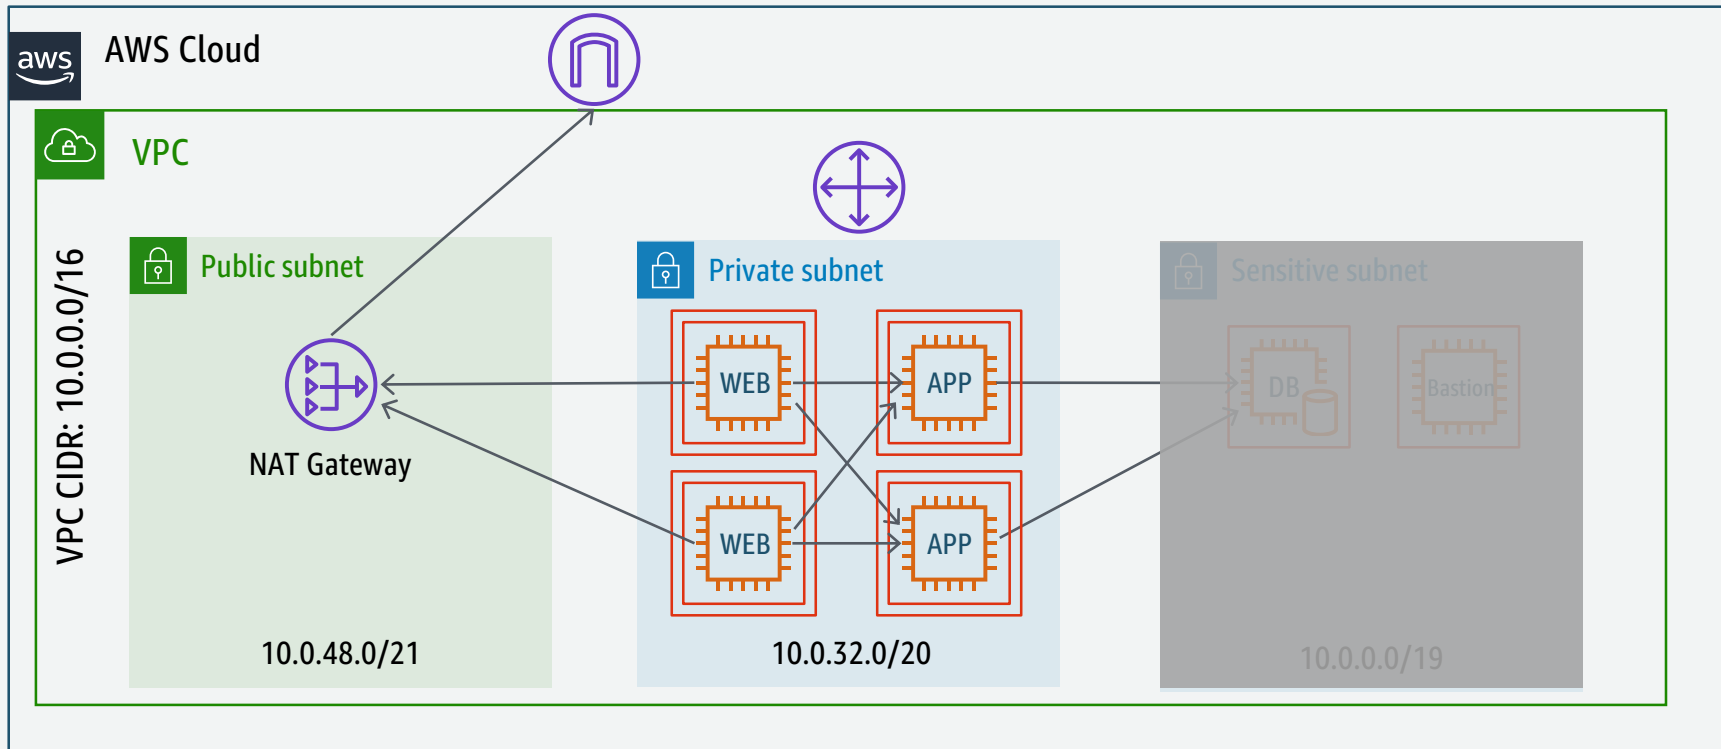 aws
AWS Cloud
VPC
VPC CIDR: 10.0.0.0/16
Public subnet
NAT Gateway
10.0.48.0/21
Private subnet
WEB
APP
WEB
APP
10.0.32.0/20
Sensitive subnet
DB
Bastion
10.0.0.0/19